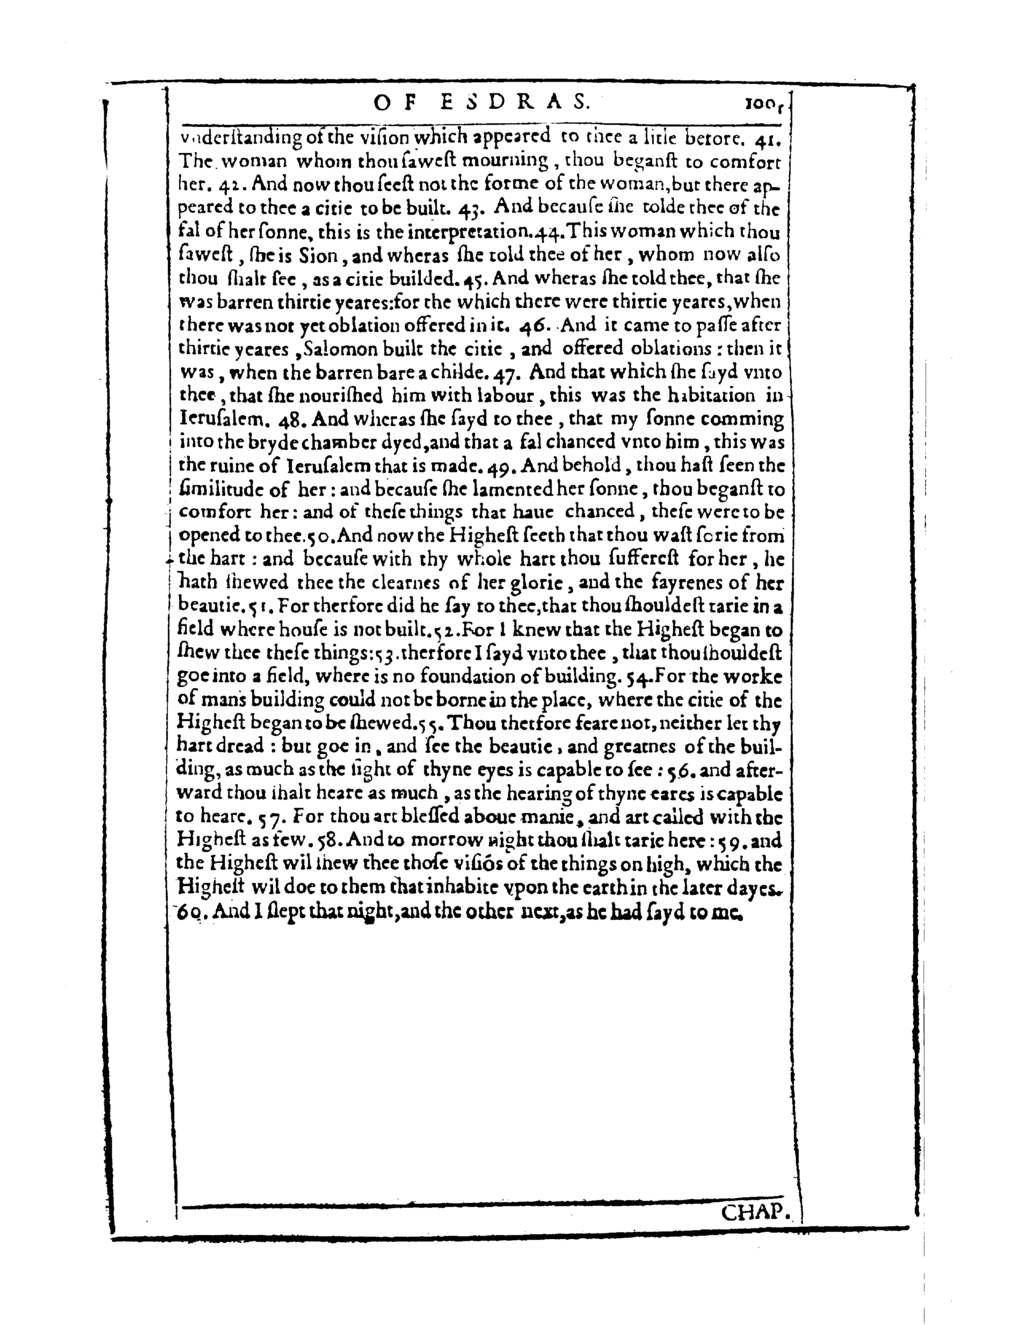 OF ESDRAS. 1005
vnderſtanding of the viſion which appeared to thee a litle before. 41.
The woman whom thou ſaweſt mourning, thou beganſt to comfort
her. 42. And now thou ſeeſt not the forme of the woman, but there ap-
peared to thee a citie to be built. 43. And becauſe ſhe tolde thee of the
fal of her ſonne, this is the interpretation. 44. This woman which thou
ſaweſt, ſhe is Sion, and wheras ſhe told thee of her, whom now alſo
thou ſhalt ſee, as a citie builded. 45. And wheras ſhe told thee, that ſhe
was barren thirtie yeares: for the which there were thirtie yeares, when
there was not yet oblation offered in it. 46. And it came to paſſe after
thirtie yeares, Salomon built the citie, and offered oblations: then it
was, when the barren bare a childe. 47. And that which ſhe ſayd vnto
thee, that ſhe nouriſhed him with labour, this was the habitation in
Ieruſalem. 48. And wheras ſhe ſayd to thee, that my ſonne comming
into the bryde chamber dyed, and that a fal chanced vnto him, this was
the ruine of Ieruſalem that is made. 49. And behold, thou haſt ſeen the
ſimilitude of her: and becauſe ſhe lamented her ſonne, thou beganſt to
comfort her: and of theſe things that haue chanced, theſe were to be
opened to thee. 50. And now the Higheſt ſeeth that thou waſt ſorie from
the hart: and becauſe with thy whole hart thou ſuffereſt for her, he
hath ſhewed thee the clearnes of her glorie, and the fayrenes of her
beautie. 51. For therfore did he ſay to thee, that thou ſhouldeſt tarie in a
field where houſe is not built. 52. For I knew that the Higheſt began to
ſhew thee theſe things: 53. therfore I ſayd vnto thee, that thou ſhouldeſt
goe into a field, where is no foundation of building. 54. For the worke
of mans building could not be borne in the place, where the citie of the
Higheſt began to be ſhewed. 55. Thou therfore feare not, neither let thy
hart dread: but goe in, and ſee the beautie, and greatnes of the buil-
ding, as much as the ſight of thyne eyes is capable to ſee: 56. and after-
ward thou ſhalt heare as much, as the hearing of thyne eares is capable
to heare. 57. For thou art bleſſed aboue manie, and art called with the
Higheſt as few. 58. And to morrow night thou ſhalt tarie here: 59. and
the Higheſt wil ſhew thee thoſe viſiõs of the things on high, which the
Higheſt wil doe to them that inhabite vpon the earth in the later dayes.
60. And I ſlept that night, and the other next, as he had ſayd to me.
CHAP.